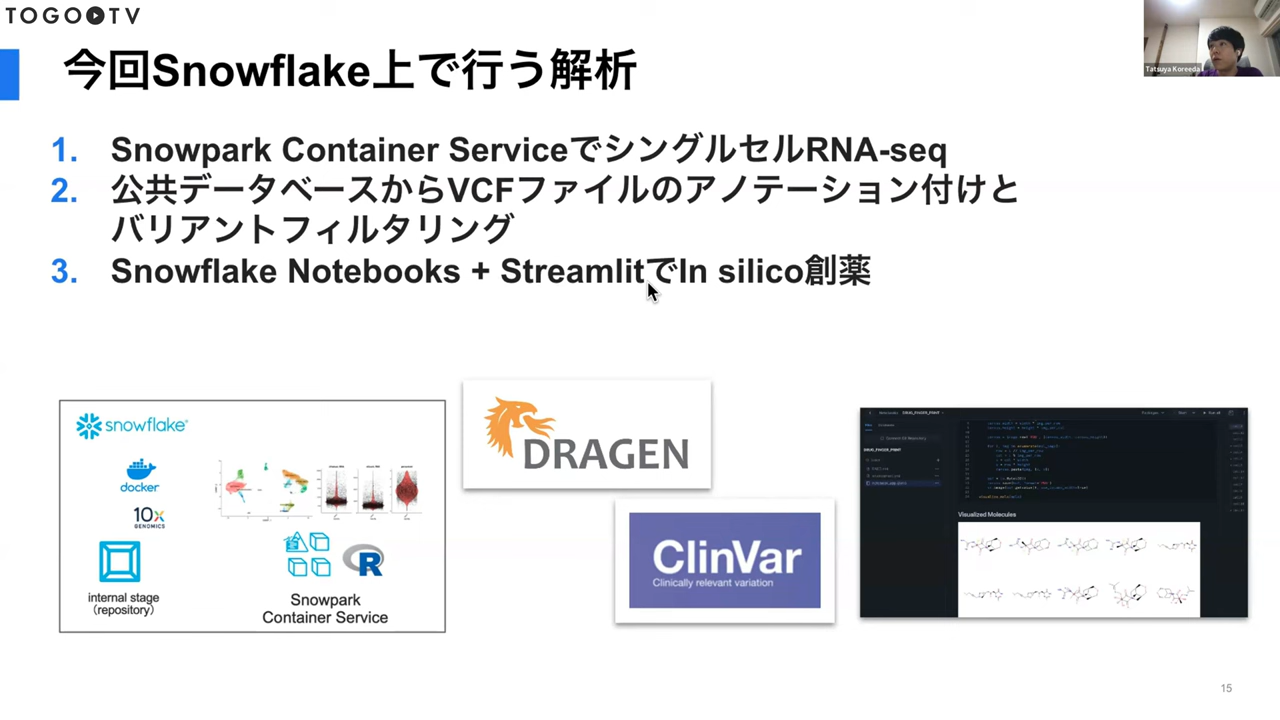 TOGO TV
Tatsuya Koreeda
今回Snowflake上で行う解析
1. Snowpark Container ServiceでシングルセルRNA-seq
2. 公共データベースからVCFファイルのアノテーション付けと
バリアントフィルタリング
3. Snowflake Notebooks + StreamlitでIn silico創薬
snowflake
docker
10x
GENOMICS
internal stage
(repository)
R
Snowpark
Container Service
DRAGEN
ClinVar
Clinically relevant variation
Visualized Molecules
15